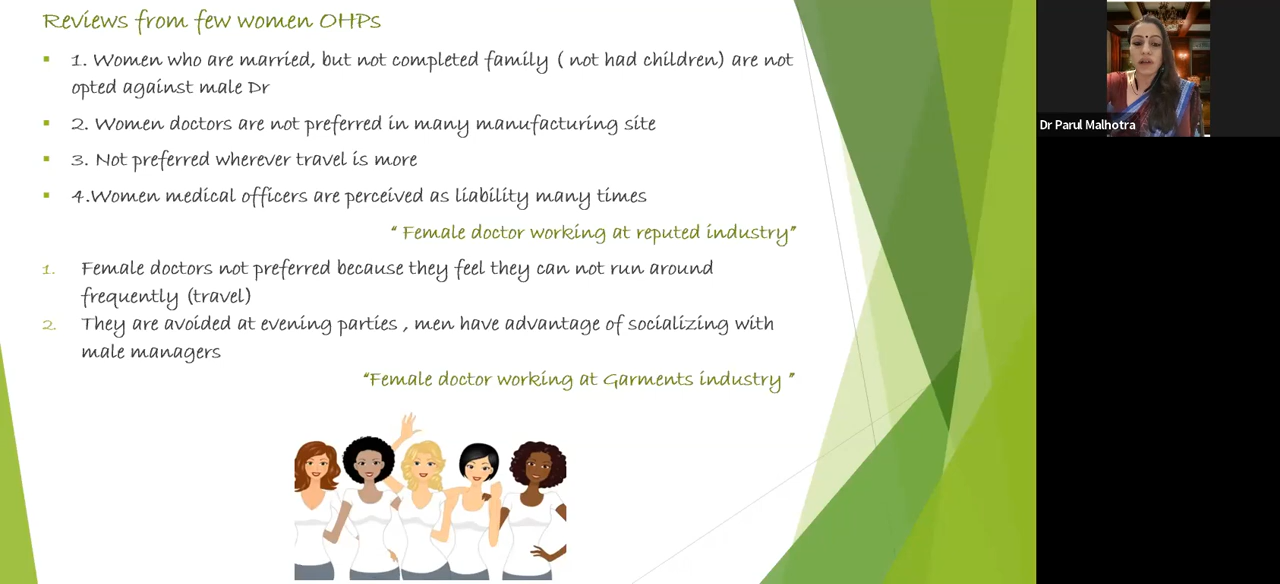 Reviews from few women OHPs
1. Women who are married, but not completed family ( not had children) are not
opted against male Dr
2. Women doctors are not preferred in many manufacturing site
3. Not preferred wherever travel is more
4.Women medical officers are perceived as liability many times
“ Female doctor working at reputed industry”
1. Female doctors not preferred because they feel they can not run around
frequently (travel)
2. They are avoided at evening parties , men have advantage of socializing with
male managers
“Female doctor working at Garments industry ”
Dr Parul Malhotra